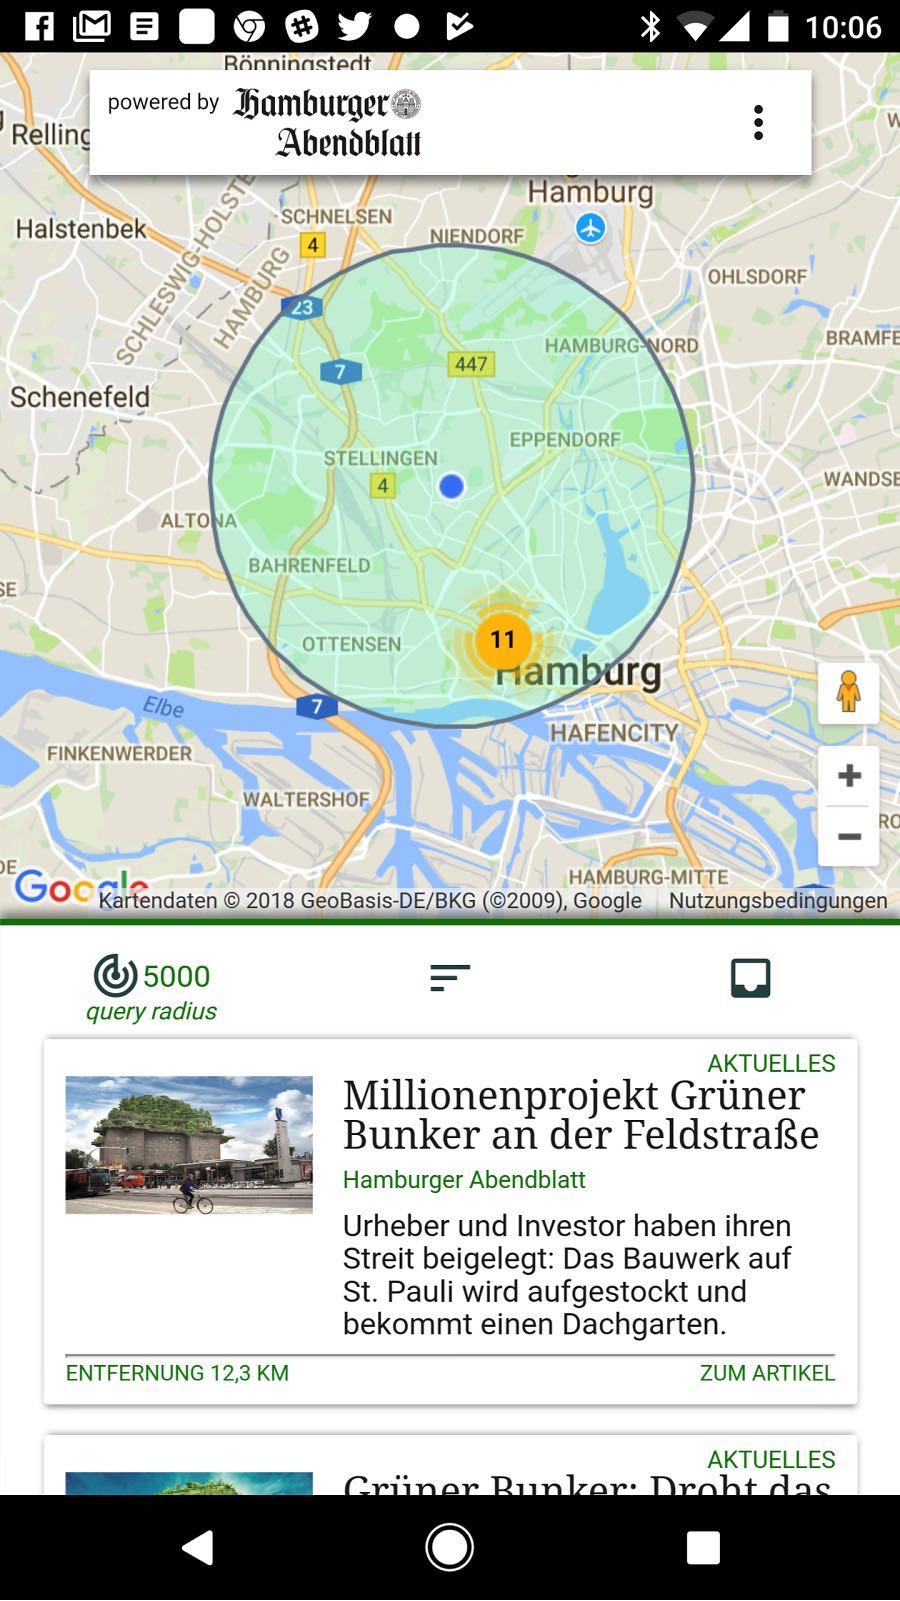 10:06
Bönningstedt
powered by Hamburger
Abendblatt
Relling
Hamburg
Halstenbek
SCHNELSEN
4
NIENDORF
SCHLESWIG-HOLSTE
HAMBURG
OHLSDORF
23
BRAMFE
HAMBURG-NORD
7
447
Schenefeld
EPPENDORF
STELLINGEN
4
WANDSE
ALTONA
BAHRENFELD
SE
OTTENSEN
11
Hamburg
Elbe
7
HAFENCITY
FINKENWERDER
WALTERSHOF
+
−
RO
DE
HAMBURG-MITTE
Google
Kartendaten © 2018 GeoBasis-DE/BKG (©2009), Google Nutzungsbedingungen
5000
query radius
AKTUELLES
Millionenprojekt Grüner
Bunker an der Feldstraße
Hamburger Abendblatt
Urheber und Investor haben ihren
Streit beigelegt: Das Bauwerk auf
St. Pauli wird aufgestockt und
bekommt einen Dachgarten.
ENTFERNUNG 12,3 KM ZUM ARTIKEL
AKTUELLES
Grüner Bunker: Droht das